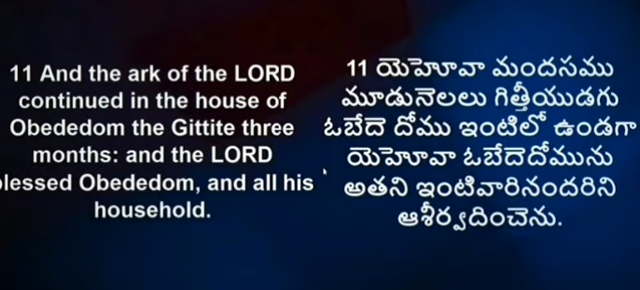 11 And the ark of the LORD
continued in the house of
Obededom the Gittite three
months: and the LORD
lessed Obededom, and all his
household.
11 యెహోవా మందసము
మూడునెలలు గిత్తీయుడగు
ఓబేదె దోము ఇంటిలో ఉండగా
యెహోవా ఓబేదెదోమును
అతని ఇంటివారినందరిని
ఆశీర్వదించెను.